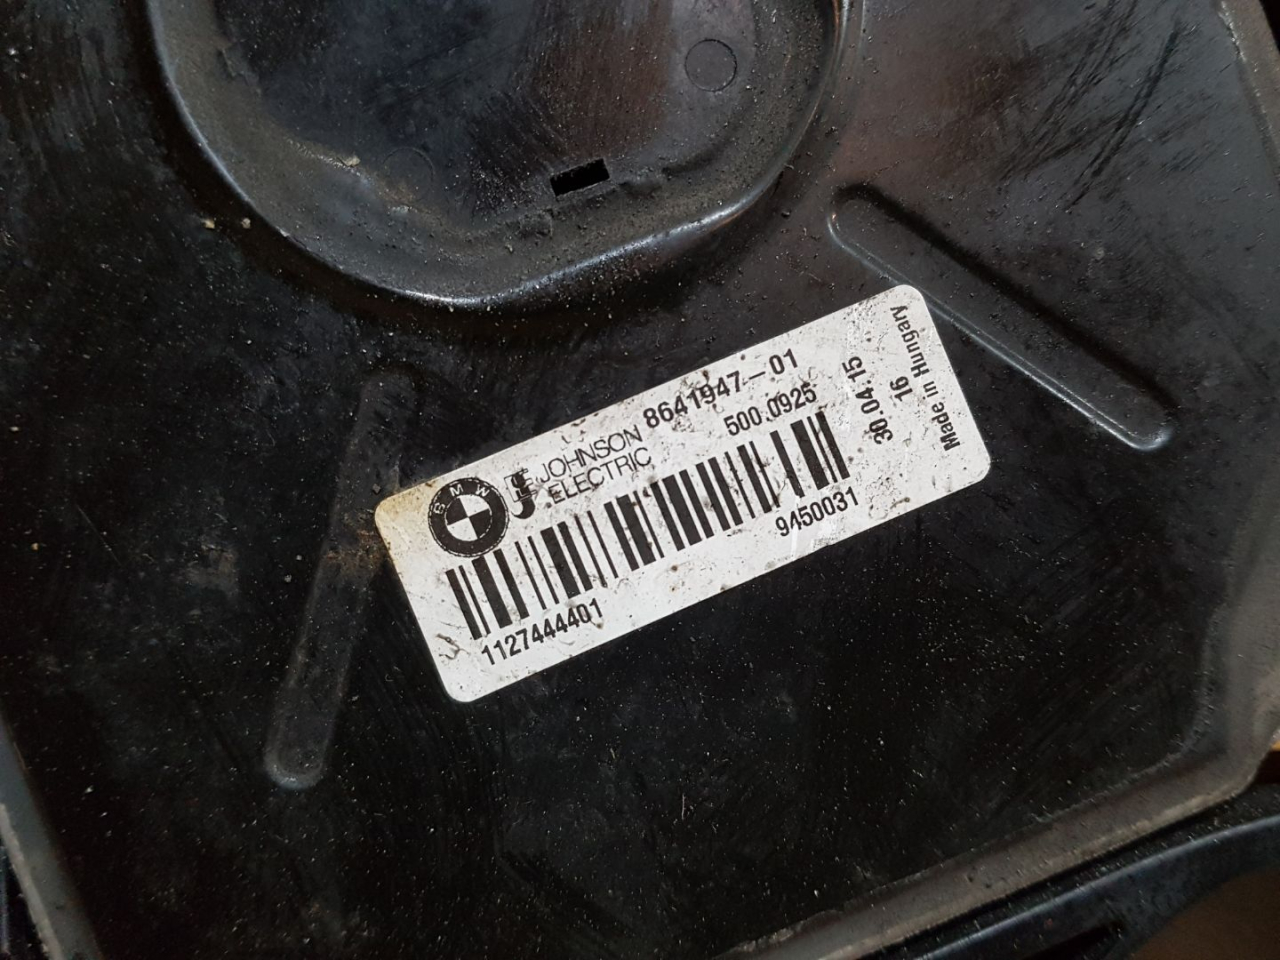 BMW
JOHNSON
ELECTRIC
8641947-01
500.0925
1127444401
9450031
30.04.15
16
Made in Hungary